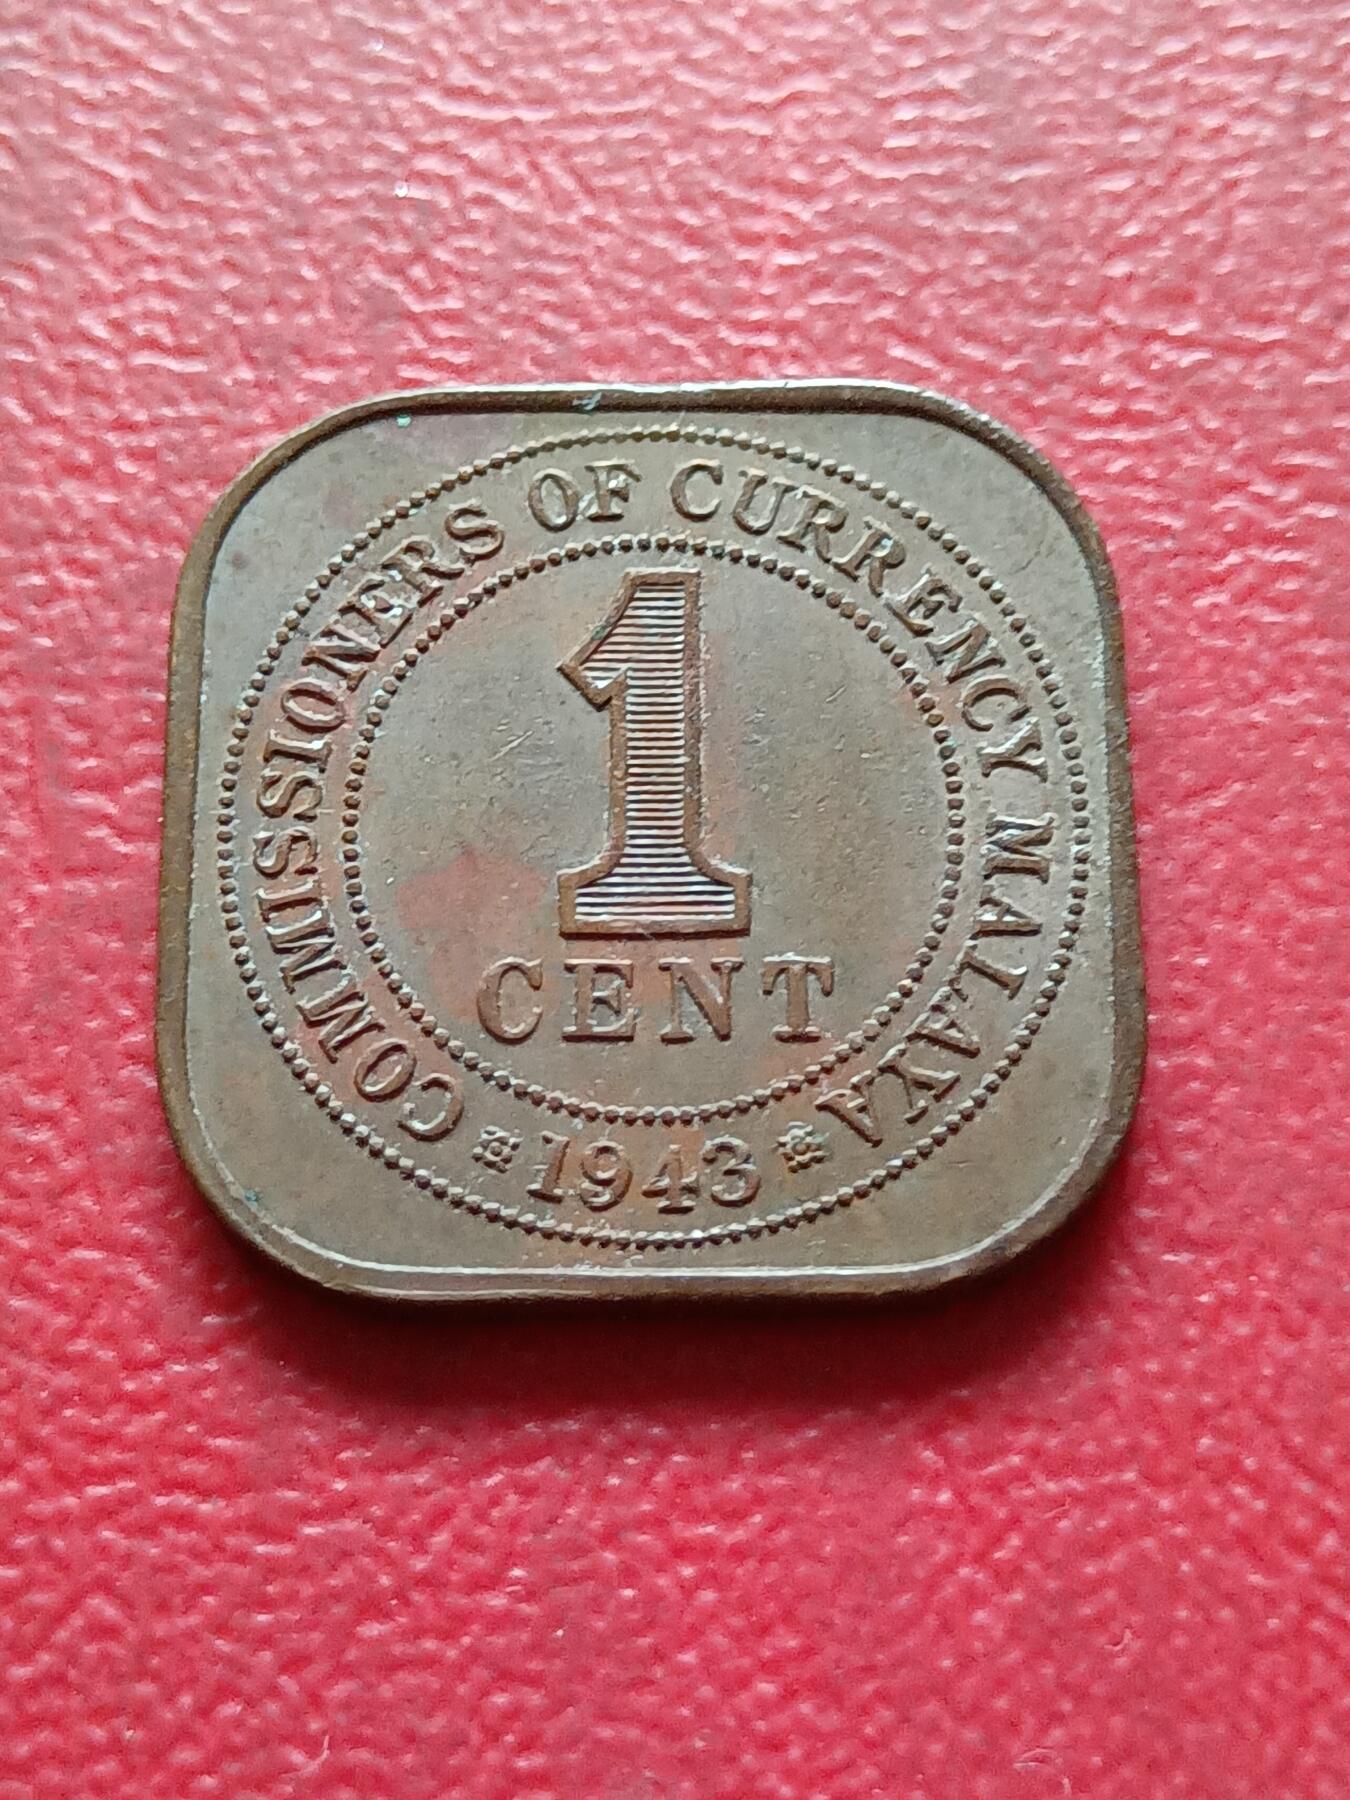 COMMISSIONERS OF CURRENCY MALAYA
1
CENT
1943